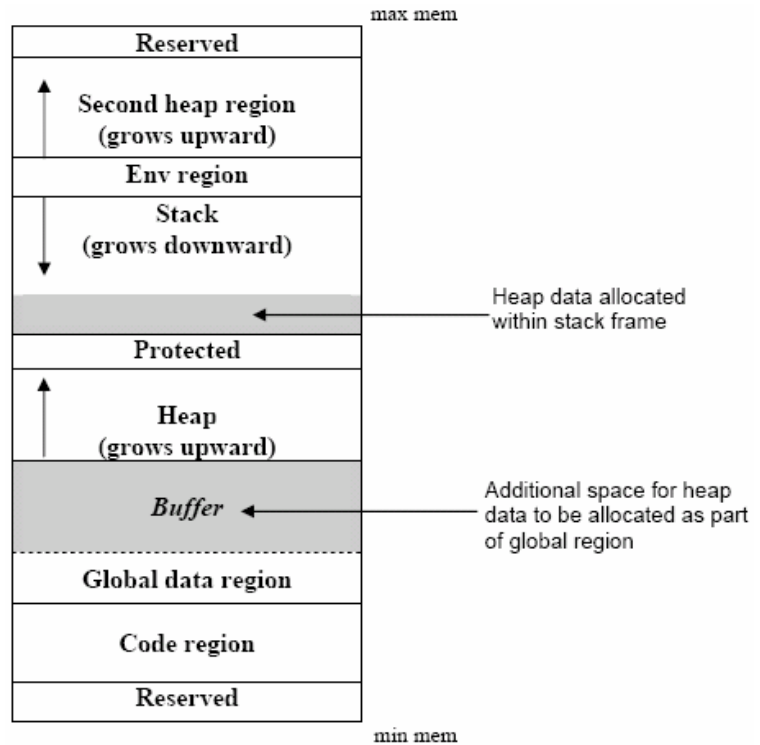 max mem
Reserved
Second heap region
(grows upward)
Env region
Stack
(grows downward)
Heap data allocated
within stack frame
Protected
Heap
(grows upward)
Buffer
Additional space for heap
data to be allocated as part
of global region
Global data region
Code region
Reserved
min mem